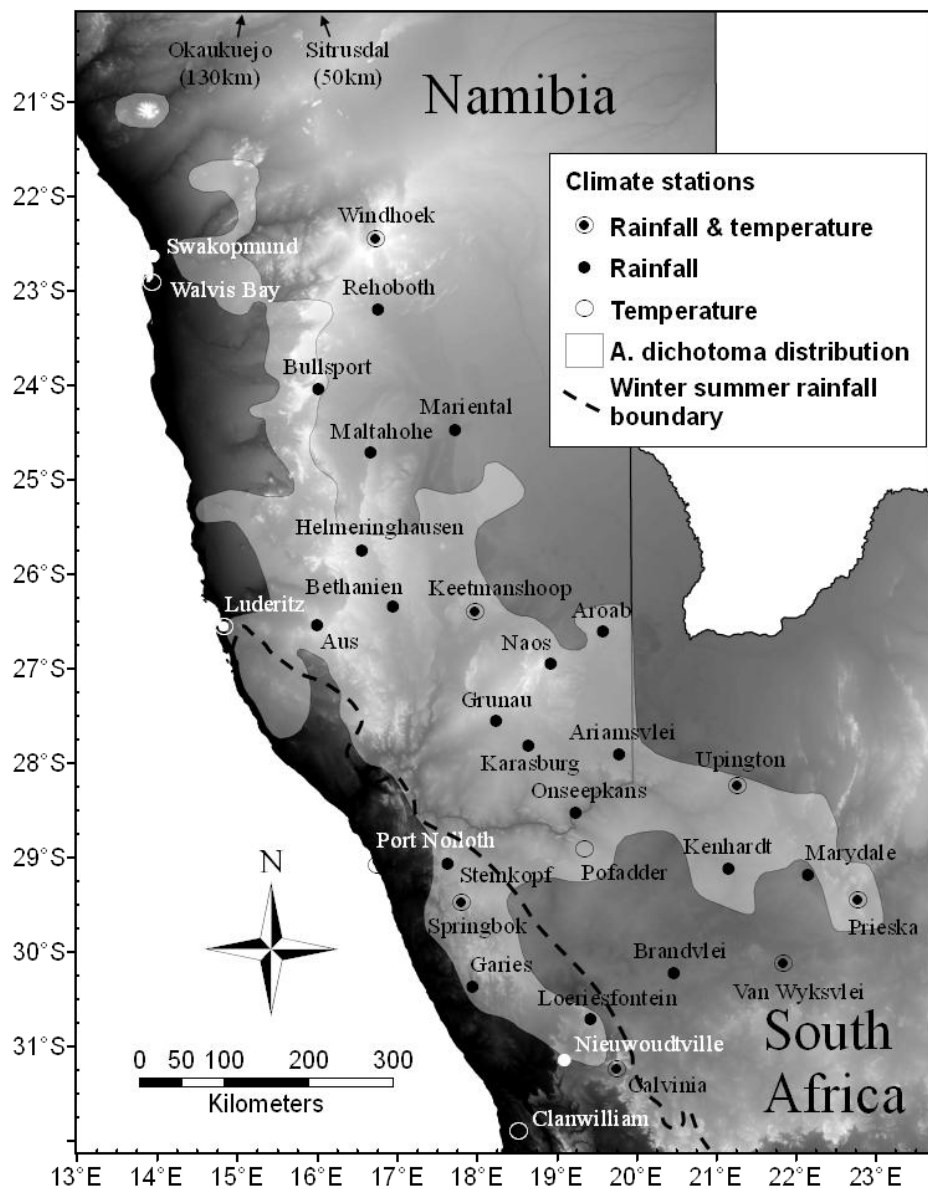 Okaukuejo
(130km)
Sitrusdal
(50km)
Namibia
21°S
22°S
23°S
24°S
25°S
26°S
27°S
28°S
29°S
30°S
31°S
Climate stations
Rainfall & temperature
Rainfall
Temperature
A. dichotoma distribution
Winter summer rainfall
boundary
Windhoek
Swakopmund
Walvis Bay
Rehoboth
Bullsport
Mariental
Maltahohe
Helmeringhausen
Bethanien
Keetmanshoop
Luderitz
Aus
Aroab
Naos
Grunau
Ariamsvlei
Karasburg
Upington
Onseepkans
Port Nolloth
Steinkopf
Pofadder
Kenhardt
Marydale
Springbok
Prieska
N
Garies
Brandvlei
Van Wyksvlei
Loeriesfontein
Nieuwoudtville
South
Africa
Calvinia
Clanwilliam
0 50 100 200 300
Kilometers
13°E 14°E 15°E 16°E 17°E 18°E 19°E 20°E 21°E 22°E 23°E